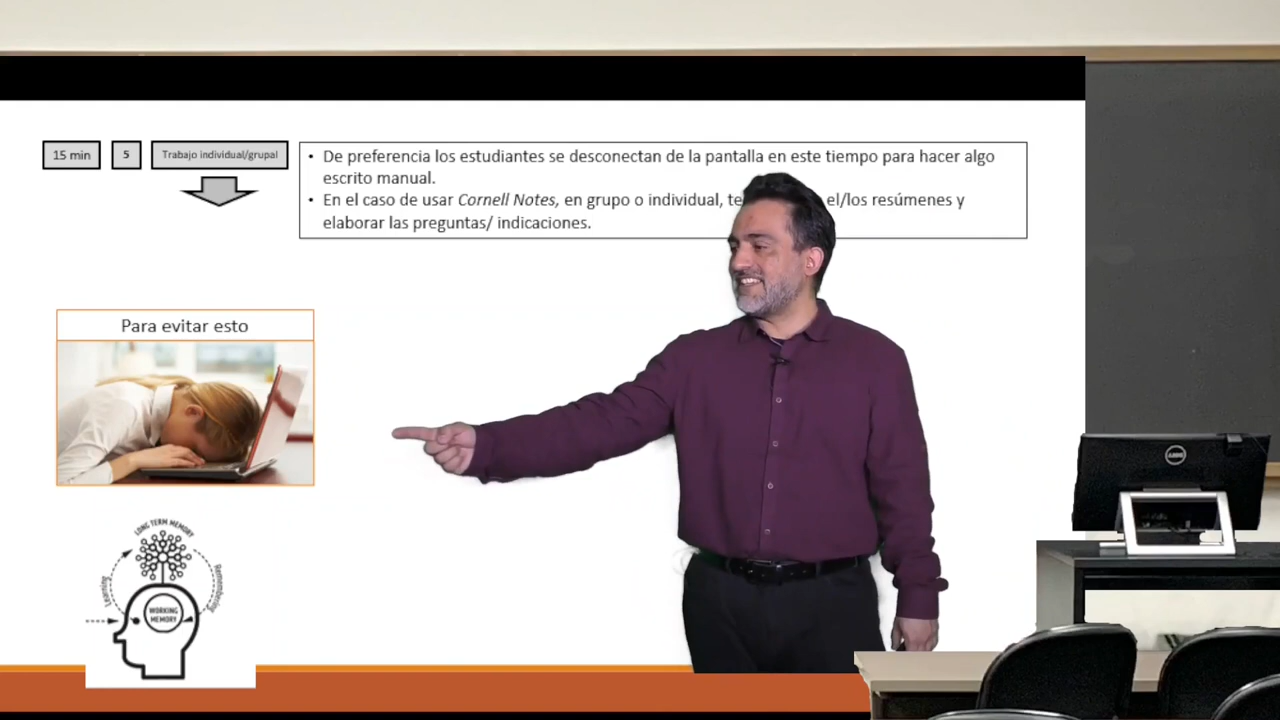 15 min
5
Trabajo individual/grupal
• De preferencia los estudiantes se desconectan de la pantalla en este tiempo para hacer algo
escrito manual.
• En el caso de usar Cornell Notes, en grupo o individual, te el/los resúmenes y
elaborar las preguntas/ indicaciones.
Para evitar esto
LONG TERM MEMORY
Learning
Remembering
WORKING
MEMORY
DELL